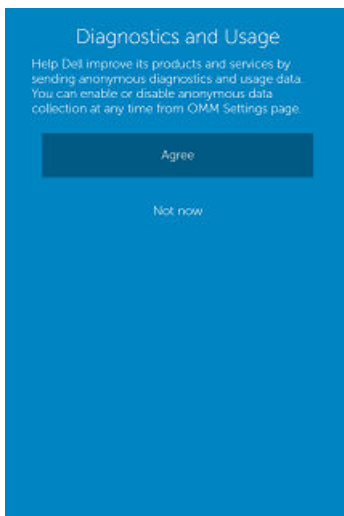 Diagnostics and Usage
Help Dell improve its products and services by
sending anonymous diagnostics and usage data.
You can enable or disable anonymous data
collection at any time from OMM Settings page.
Agree
Not now